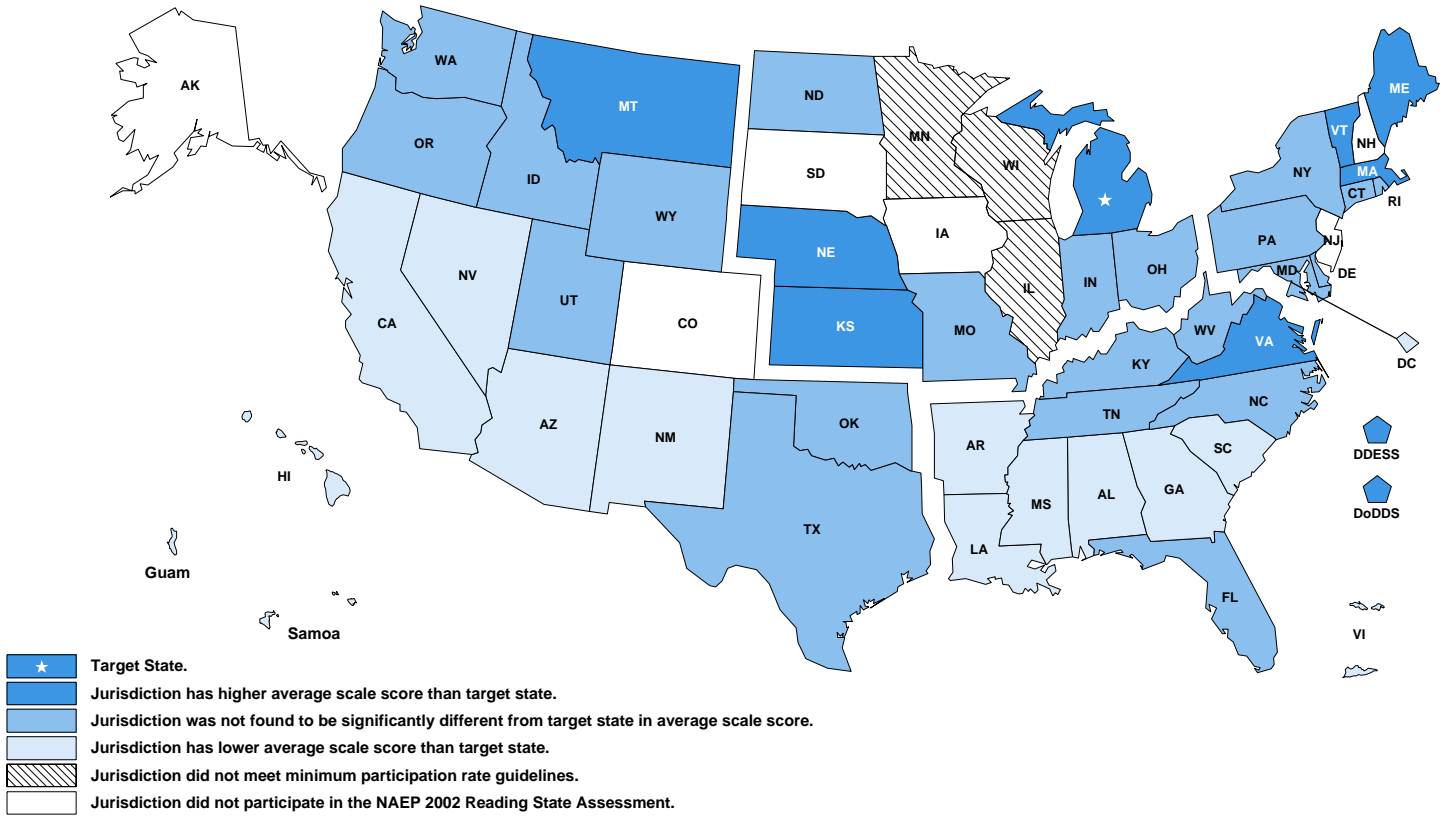 AK
WA
MT
ND
MN
ME
VT
NH
OR
ID
SD
WI
NY
MA
CT
RI
WY
IA
PA
NJ
NE
IN
OH
MD
DE
NV
UT
CO
IL
CA
KS
MO
WV
VA
KY
DC
AZ
NM
OK
TN
NC
AR
SC
DDESS
HI
MS
AL
GA
DoDDS
TX
LA
Guam
FL
Samoa
VI
Target State.
Jurisdiction has higher average scale score than target state.
Jurisdiction was not found to be significantly different from target state in average scale score.
Jurisdiction has lower average scale score than target state.
Jurisdiction did not meet minimum participation rate guidelines.
Jurisdiction did not participate in the NAEP 2002 Reading State Assessment.